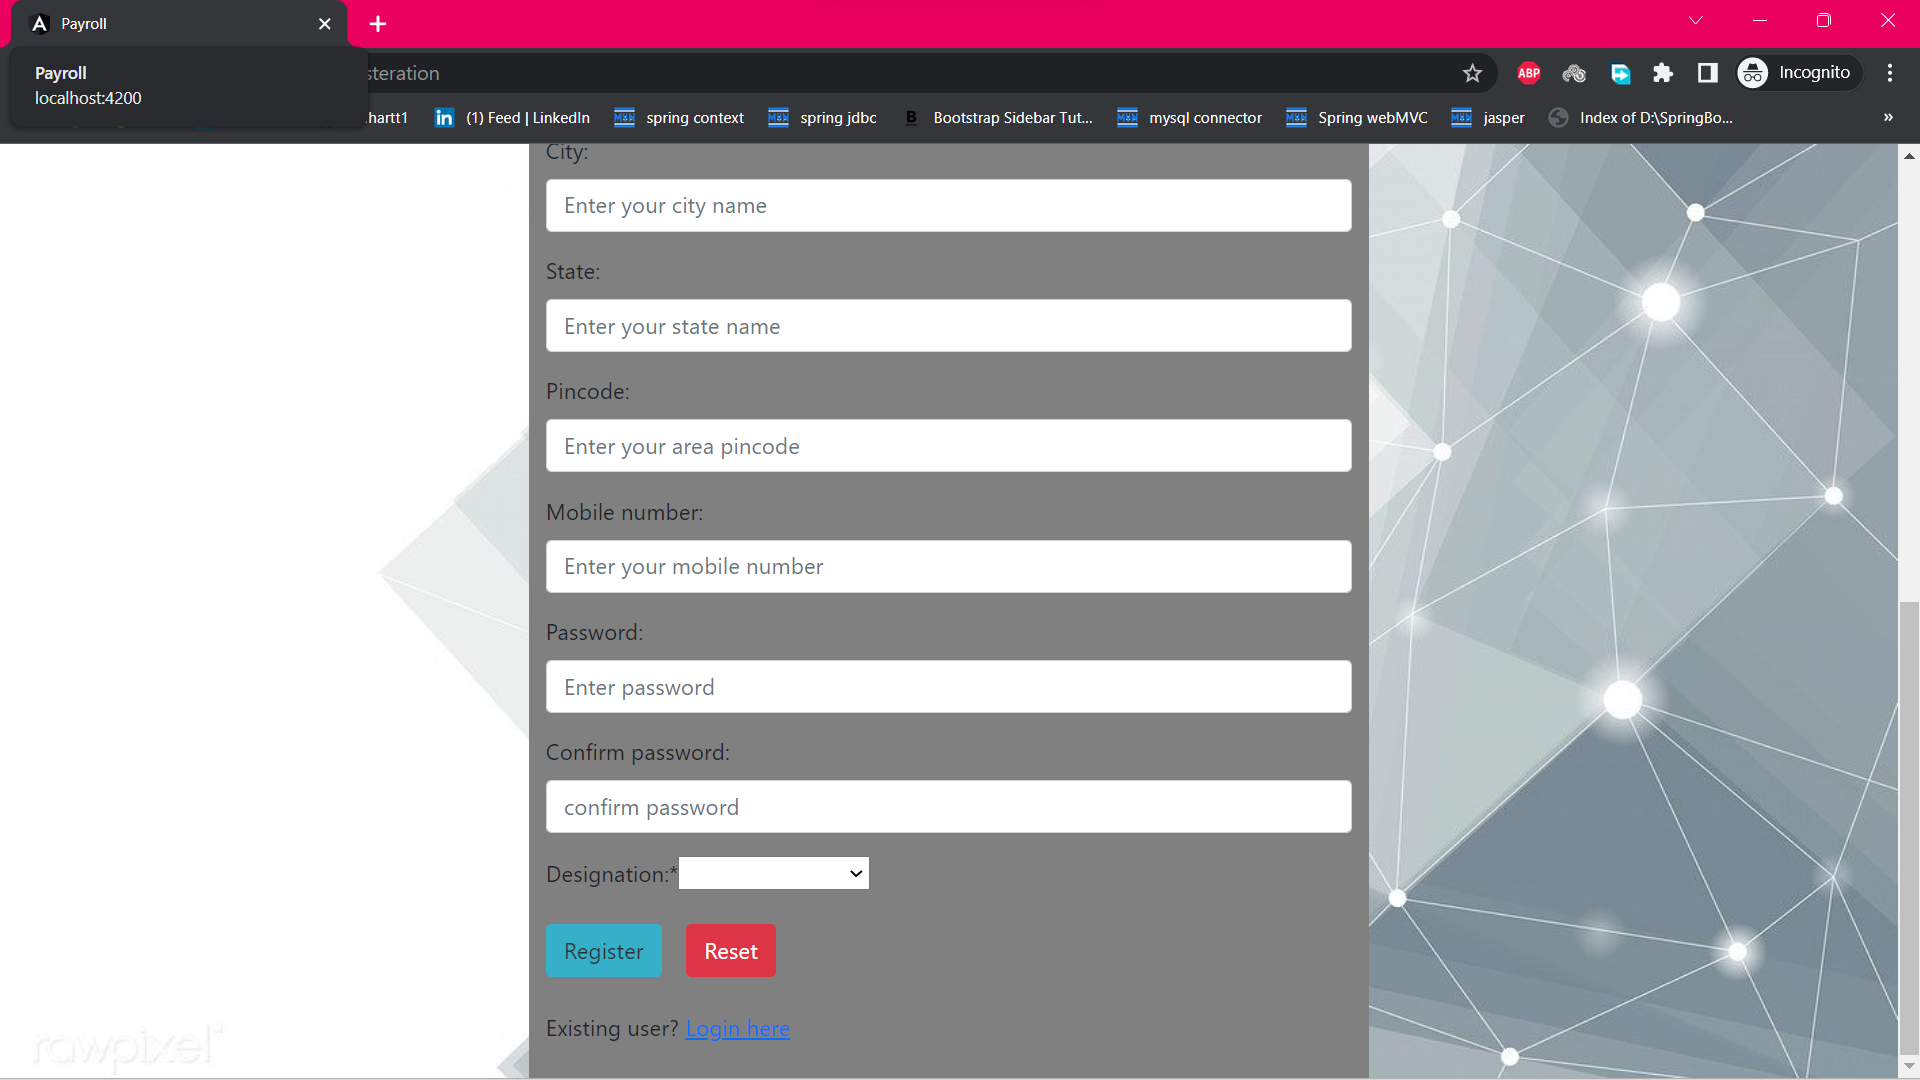 Payroll
Payroll
localhost:4200
steration
ABP
Incognito
hartt1
in (1) Feed | LinkedIn
spring context
spring jdbc
B Bootstrap Sidebar Tut...
mysql connector
Spring webMVC
jasper
Index of D:\SpringBo...
»
City:
Enter your city name
State:
Enter your state name
Pincode:
Enter your area pincode
Mobile number:
Enter your mobile number
Password:
Enter password
Confirm password:
confirm password
Designation:*
Register Reset
Existing user? Login here
rawpixel